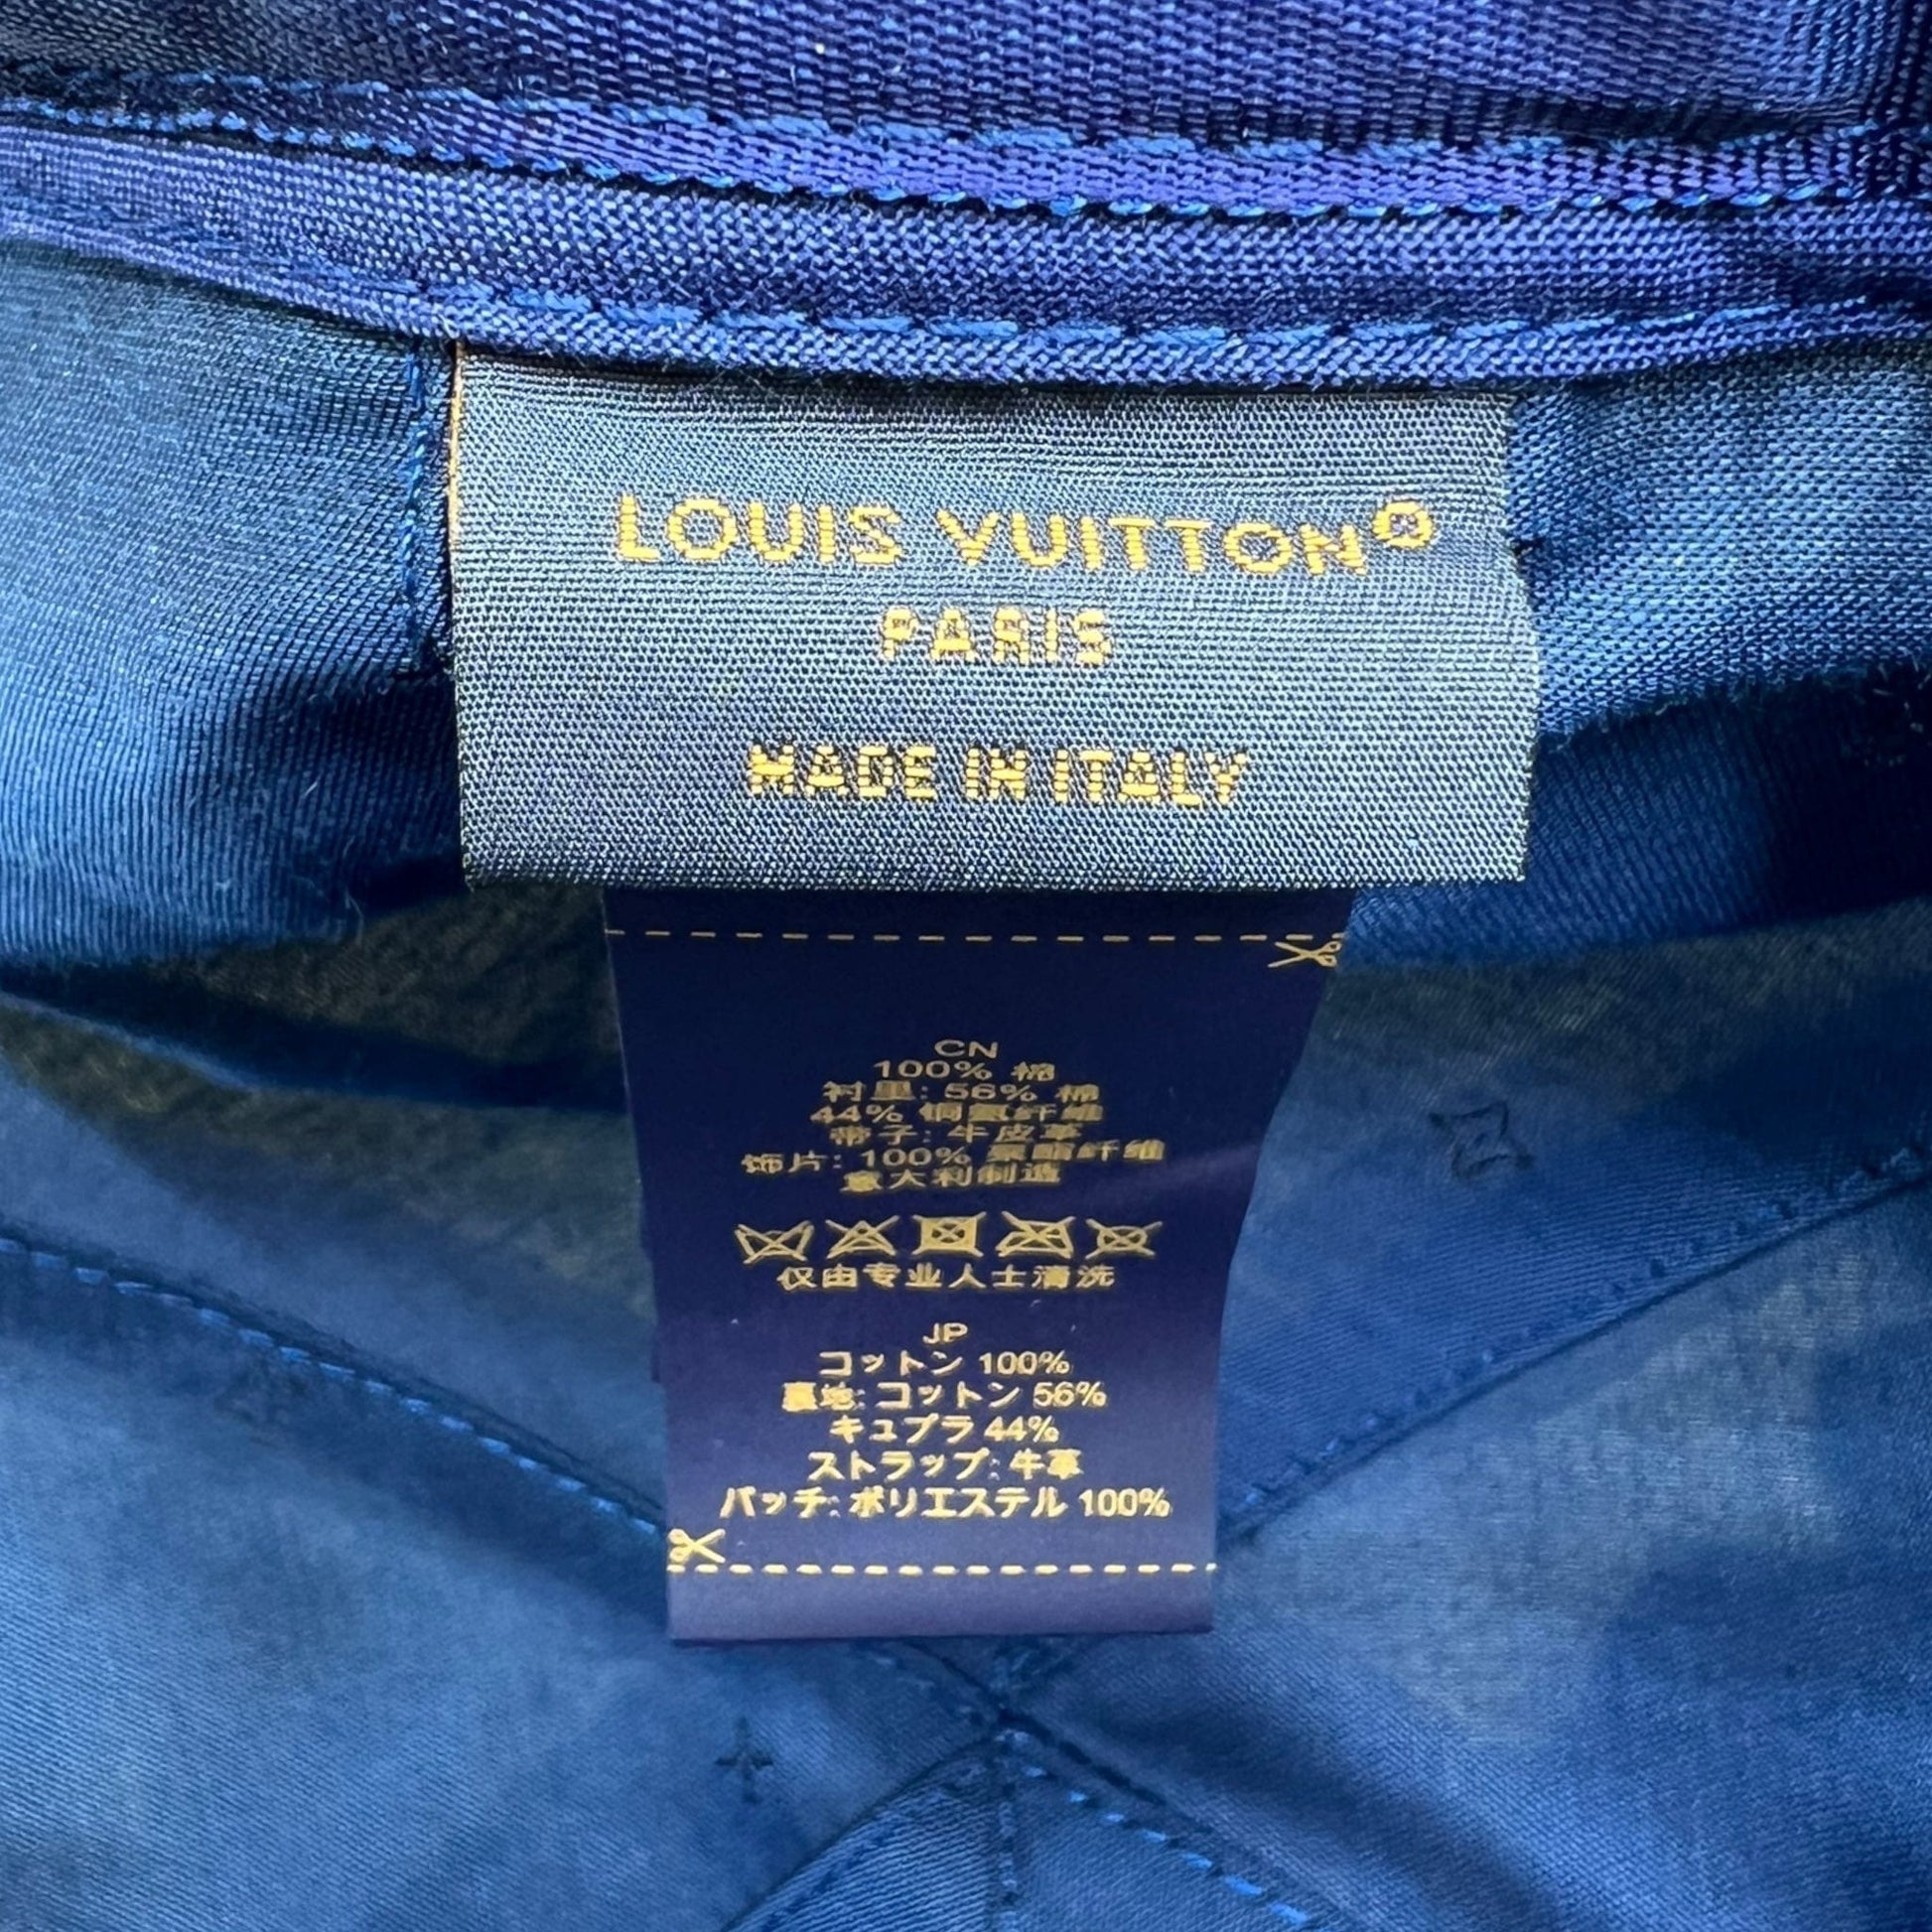 LOUIS VUITTON®
PARIS
MADE IN ITALY
CN
100% 棉
衬里: 56% 棉
44% 铜氨纤维
带子: 牛皮革
饰片: 100% 聚酯纤维
意大利制造
仅由专业人士清洗
JP
コットン 100%
裏地: コットン 56%
キュプラ 44%
ストラップ: 牛革
パッチ: ポリエステル 100%